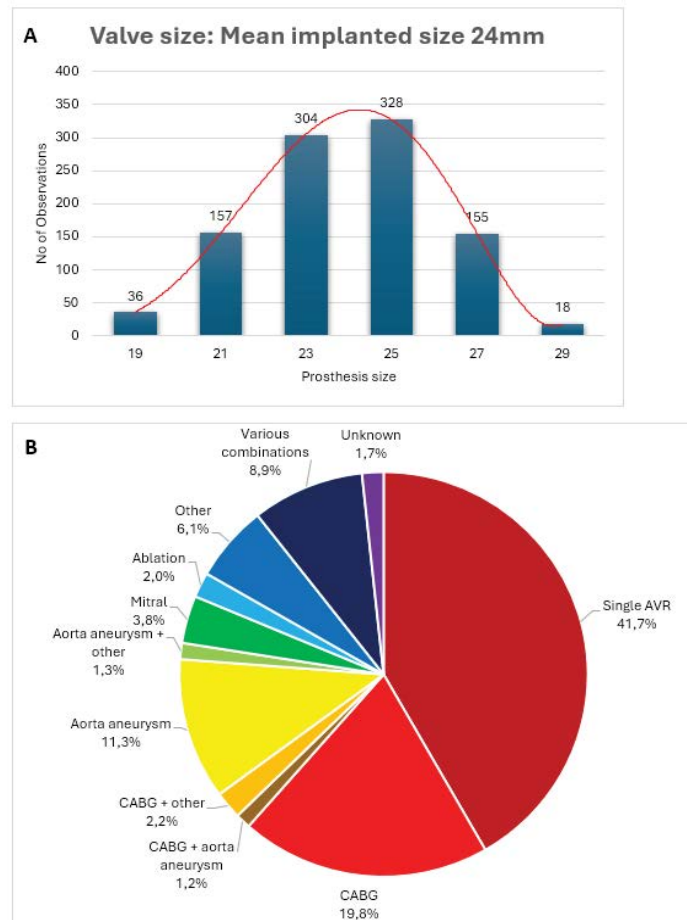 A
Valve size: Mean implanted size 24mm
No of Observations
400
350
300
250
200
150
100
50
0
36
157
304
328
155
18
19
21
23
25
27
29
Prosthesis size
B
Various
combinations
8,9%
Unknown
1,7%
Other
6,1%
Ablation
2,0%
Mitral
3,8%
Aorta aneurysm +
other
1,3%
Aorta aneurysm
11,3%
CABG + other
2,2%
CABG + aorta
aneurysm
1,2%
CABG
19,8%
Single AVR
41,7%